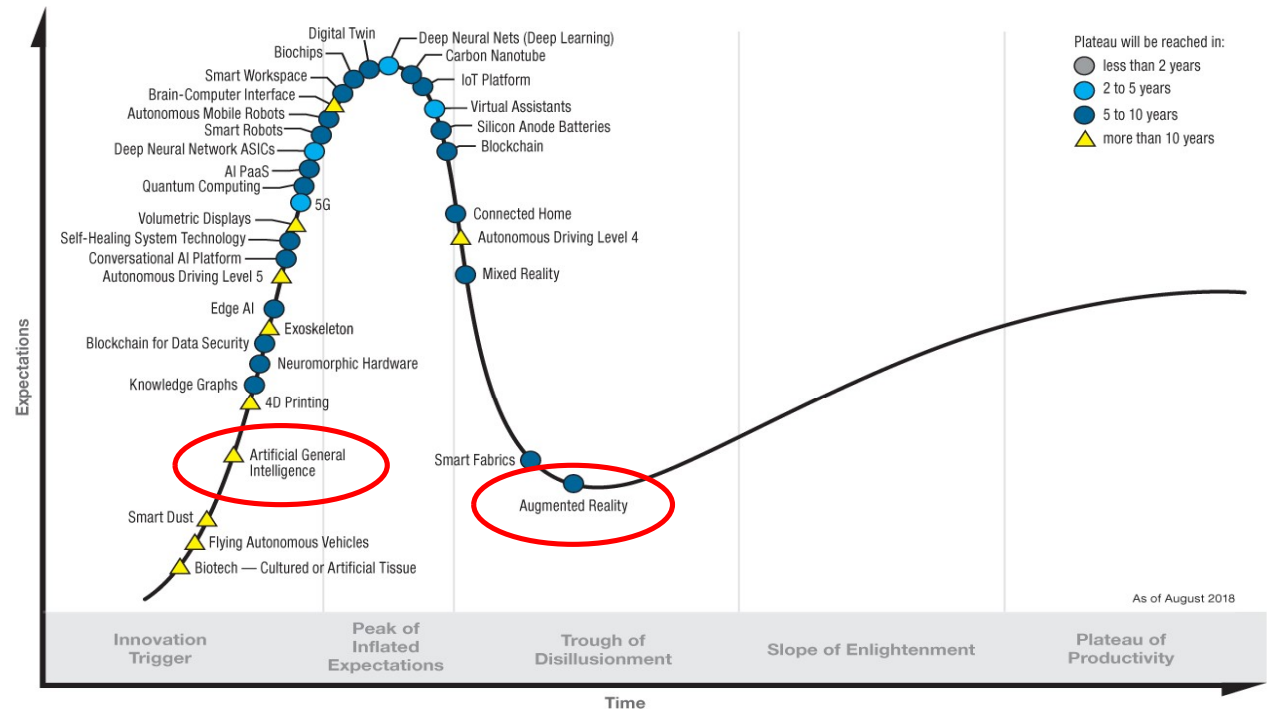 Digital Twin
Deep Neural Nets (Deep Learning)
Biochips
Carbon Nanotube
Smart Workspace
IoT Platform
Brain-Computer Interface
Virtual Assistants
Autonomous Mobile Robots
Silicon Anode Batteries
Smart Robots
Blockchain
Deep Neural Network ASICs
AI PaaS
Quantum Computing
5G
Volumetric Displays
Connected Home
Self-Healing System Technology
Autonomous Driving Level 4
Conversational AI Platform
Autonomous Driving Level 5
Mixed Reality
Edge AI
Exoskeleton
Blockchain for Data Security
Neuromorphic Hardware
Knowledge Graphs
4D Printing
Artificial General
Intelligence
Smart Fabrics
Augmented Reality
Smart Dust
Flying Autonomous Vehicles
Biotech — Cultured or Artificial Tissue
Plateau will be reached in:
less than 2 years
2 to 5 years
5 to 10 years
more than 10 years
As of August 2018
Expectations
Innovation
Trigger
Peak of
Inflated
Expectations
Trough of
Disillusionment
Slope of Enlightenment
Plateau of
Productivity
Time